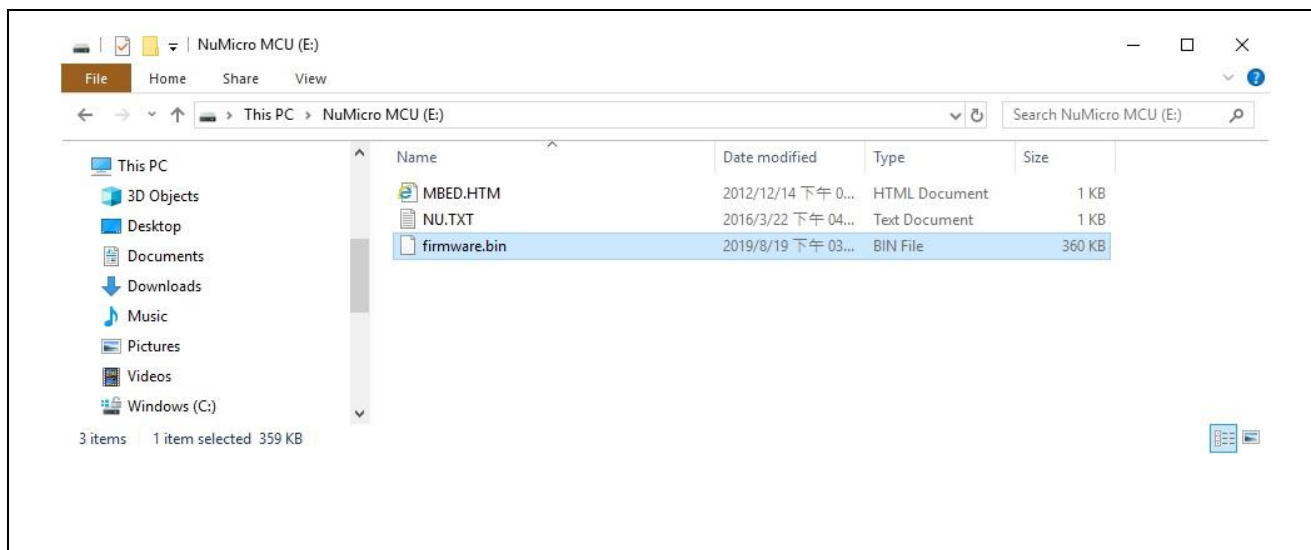 NuMicro MCU (E:)
File Home Share View
This PC > NuMicro MCU (E:) Search NuMicro MCU (E:)
Name Date modified Type Size
This PC
3D Objects
Desktop
Documents
Downloads
Music
Pictures
Videos
Windows (C:)
MBED.HTM 2012/12/14 下午 0... HTML Document 1 KB
NU.TXT 2016/3/22 下午 04... Text Document 1 KB
firmware.bin 2019/8/19 下午 03... BIN File 360 KB
3 items 1 item selected 359 KB